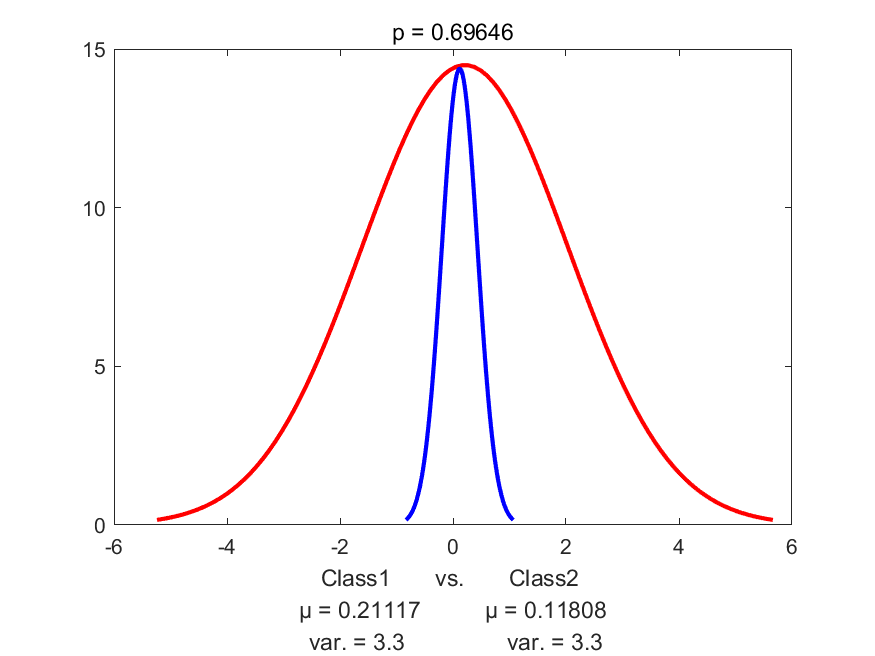 p = 0.69646
15
10
5
0
-6 -4 -2 0 2 4 6
Class1 vs. Class2
μ = 0.21117 μ = 0.11808
var. = 3.3 var. = 3.3